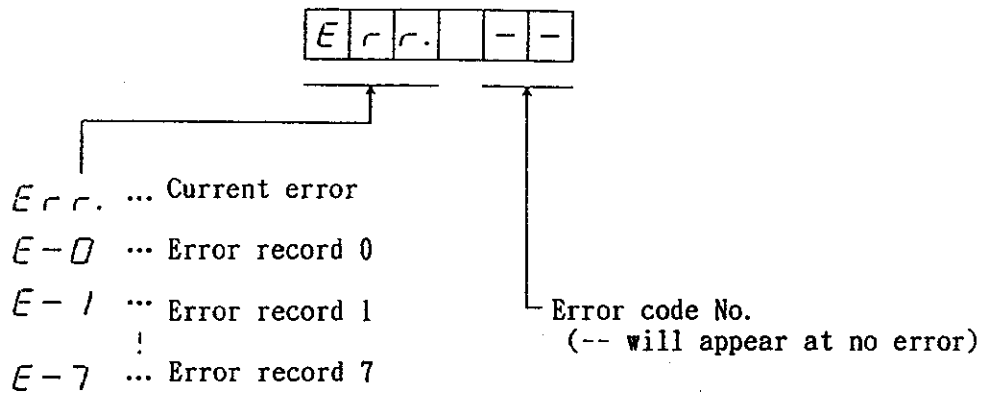 Err. --
Err. ... Current error
E-0 ... Error record 0
E-1 ... Error record 1
E-7 ... Error record 7
Error code No.
(-- will appear at no error)